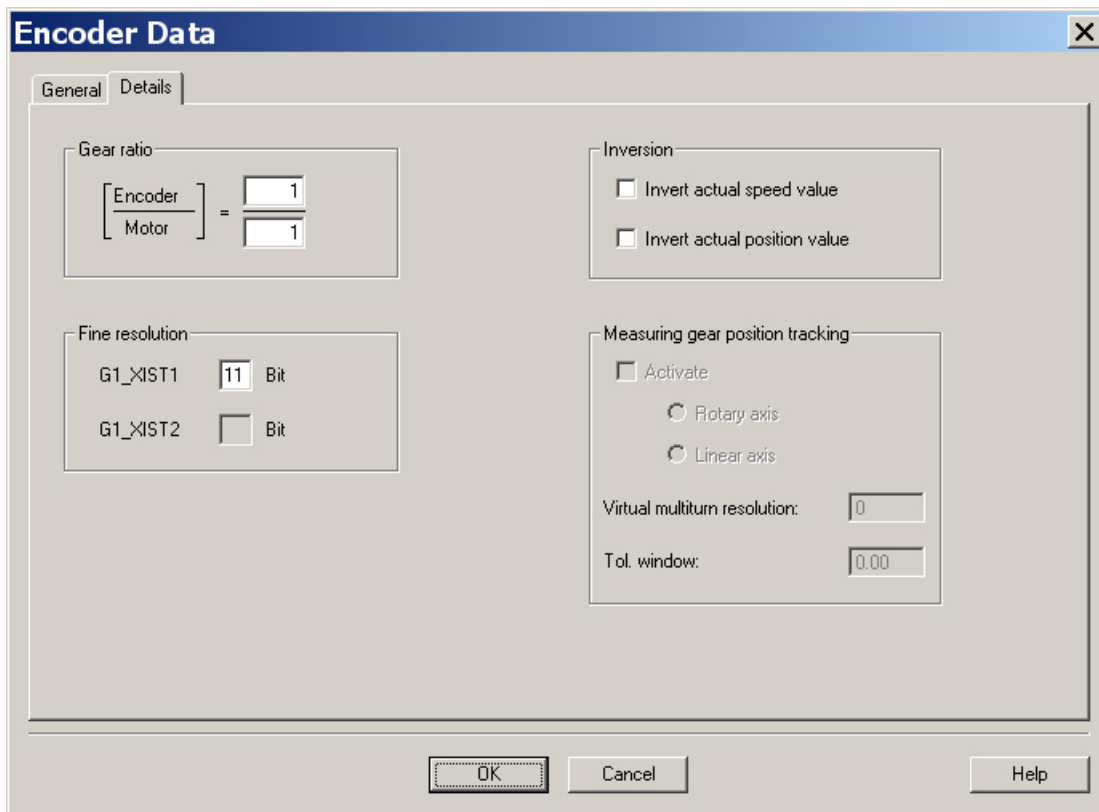 Encoder Data
General
Details
Gear ratio
Encoder
Motor
=
1
1
Inversion
Invert actual speed value
Invert actual position value
Fine resolution
G1_XIST1 11 Bit
G1_XIST2 Bit
Measuring gear position tracking
Activate
Rotary axis
Linear axis
Virtual multiturn resolution: 0
Tol. window: 0.00
OK
Cancel
Help